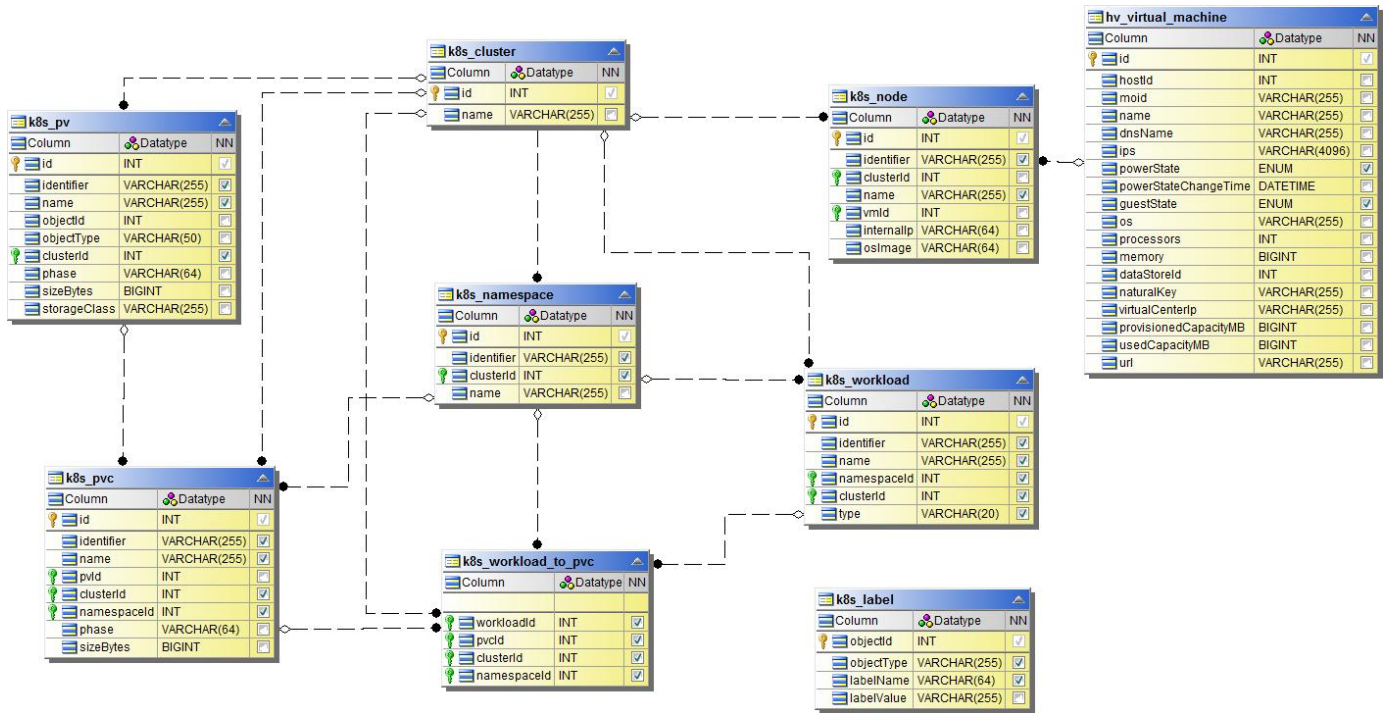 k8s_cluster
Column Datatype NN
id INT
name VARCHAR(255)
hv_virtual_machine
Column Datatype NN
id INT
hostId INT
moid VARCHAR(255)
name VARCHAR(255)
dnsName VARCHAR(255)
ips VARCHAR(4096)
powerState ENUM
powerStateChangeTime DATETIME
guestState ENUM
os VARCHAR(255)
processors INT
memory BIGINT
dataStoreId INT
naturalKey VARCHAR(255)
virtualCenterIp VARCHAR(255)
provisionedCapacityMB BIGINT
usedCapacityMB BIGINT
url VARCHAR(255)
k8s_node
Column Datatype NN
id INT
identifier VARCHAR(255)
clusterId INT
name VARCHAR(255)
vmId INT
internalIp VARCHAR(64)
osImage VARCHAR(64)
k8s_pv
Column Datatype NN
id INT
identifier VARCHAR(255)
name VARCHAR(255)
objectId INT
objectType VARCHAR(50)
clusterId INT
phase VARCHAR(64)
sizeBytes BIGINT
storageClass VARCHAR(255)
k8s_namespace
Column Datatype NN
id INT
identifier VARCHAR(255)
clusterId INT
name VARCHAR(255)
k8s_workload
Column Datatype NN
id INT
identifier VARCHAR(255)
name VARCHAR(255)
namespaceId INT
clusterId INT
type VARCHAR(20)
k8s_pvc
Column Datatype NN
id INT
identifier VARCHAR(255)
name VARCHAR(255)
pvId INT
clusterId INT
namespaceId INT
phase VARCHAR(64)
sizeBytes BIGINT
k8s_workload_to_pvc
Column Datatype NN
workloadId INT
pvcId INT
clusterId INT
namespaceId INT
k8s_label
Column Datatype NN
objectId INT
objectType VARCHAR(255)
labelName VARCHAR(64)
labelValue VARCHAR(255)